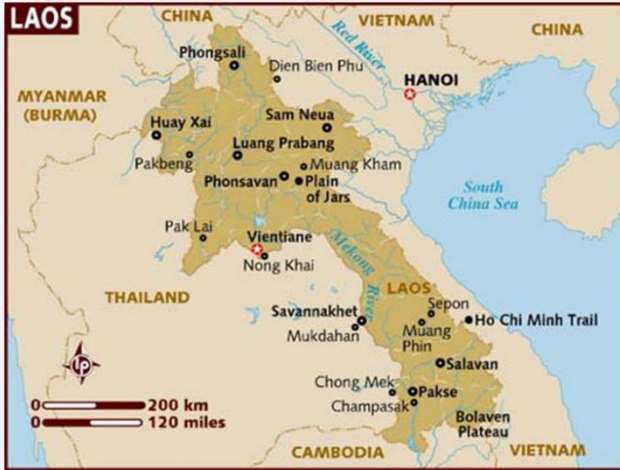 LAOS
CHINA
VIETNAM
CHINA
Red River
Phongsali
Dien Bien Phu
HANOI
MYANMAR
(BURMA)
Huay Xai
Sam Neua
Luang Prabang
Pakbeng
Muang Kham
Phonsavan
Plain
of Jars
South
China Sea
Pak Lai
Vientiane
Nong Khai
Mekong River
THAILAND
LAOS
Savannakhet
Sepon
Ho Chi Minh Trail
Mukdahan
Muang
Phin
Salavan
lp
0 200 km
0 120 miles
Chong Mek
Pakse
Champasak
Bolaven
Plateau
CAMBODIA
VIETNAM